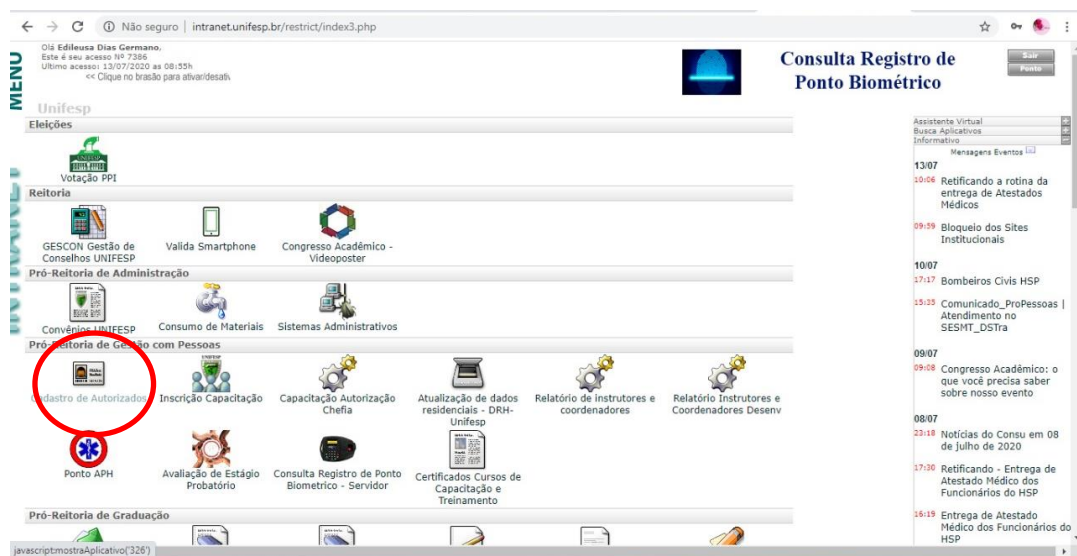 Não seguro | intranet.unifesp.br/restrict/index3.php
MENU
Olá Edileusa Dias Germano,
Este é seu acesso Nº 7386
Ultimo acesso: 13/07/2020 as 08:55h
<< Clique no brasão para ativar/desativ
Unifesp
Consulta Registro de
Ponto Biométrico
Sair
Ponto
Eleições
Votação PPI
Reitoria
GESCON Gestão de
Conselhos UNIFESP
Valida Smartphone
Congresso Acadêmico -
Videoposter
Pró-Reitoria de Administração
Convênios UNIFESP
Consumo de Materiais
Sistemas Administrativos
Pró-Reitoria de Gestão com Pessoas
Cadastro de Autorizados
Inscrição Capacitação
Capacitação Autorização
Chefia
Atualização de dados
residenciais - DRH-
Unifesp
Relatório de instrutores e
coordenadores
Relatório Instrutores e
Coordenadores Desenv
Ponto APH
Avaliação de Estágio
Probatório
Consulta Registro de Ponto
Biometrico - Servidor
Certificados Cursos de
Capacitação e
Treinamento
Pró-Reitoria de Graduação
javascript:mostraAplicativo('326')
Assistente Virtual
Busca Aplicativos
Informativo
Mensagens Eventos
13/07
10:06 Retificando a rotina da
entrega de Atestados
Médicos
09:59 Bloqueio dos Sites
Institucionais
10/07
17:17 Bombeiros Civis HSP
15:33 Comunicado_ProPessoas |
Atendimento no
SESMT_DSTra
09/07
09:08 Congresso Acadêmico: o
que você precisa saber
sobre nosso evento
08/07
23:18 Notícias do Consu em 08
de julho de 2020
17:30 Retificando - Entrega de
Atestado Médico dos
Funcionários do HSP
16:19 Entrega de Atestado
Médico dos Funcionários do
HSP